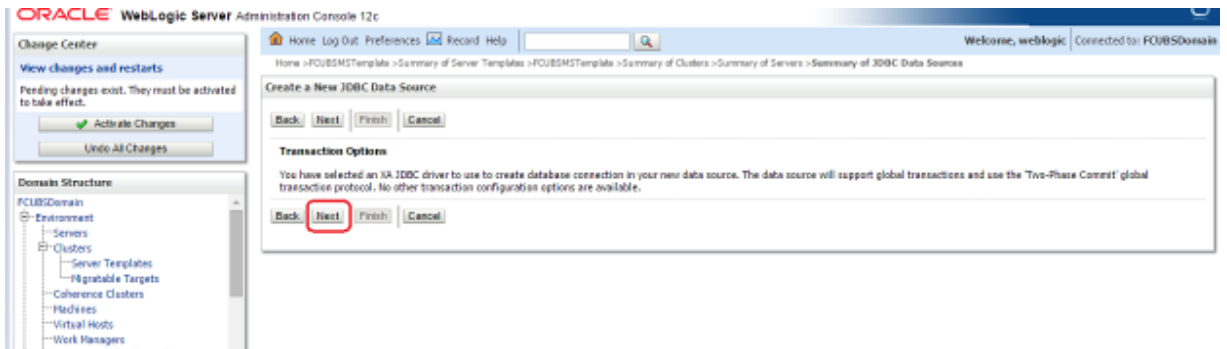 ORACLE WebLogic Server Administration Console 12c
Change Center
View changes and restarts
Pending changes exist. They must be activated
to take effect.
Activate Changes
Undo All Changes
Domain Structure
FCUBSDomain
Environment
Servers
Clusters
Server Templates
Migratable Targets
Coherence Clusters
Machines
Virtual Hosts
Work Managers
Home Log Out Preferences Record Help
Welcome, weblogic Connected to: FCUBSDomain
Home >FCUBSMSTemplate >Summary of Server Templates >FCUBSMSTemplate >Summary of Clusters >Summary of Servers >Summary of JDBC Data Sources
Create a New JDBC Data Source
Back Next Finish Cancel
Transaction Options
You have selected an XA JDBC driver to use to create database connection in your new data source. The data source will support global transactions and use the 'Two-Phase Commit' global
transaction protocol. No other transaction configuration options are available.
Back Next Finish Cancel